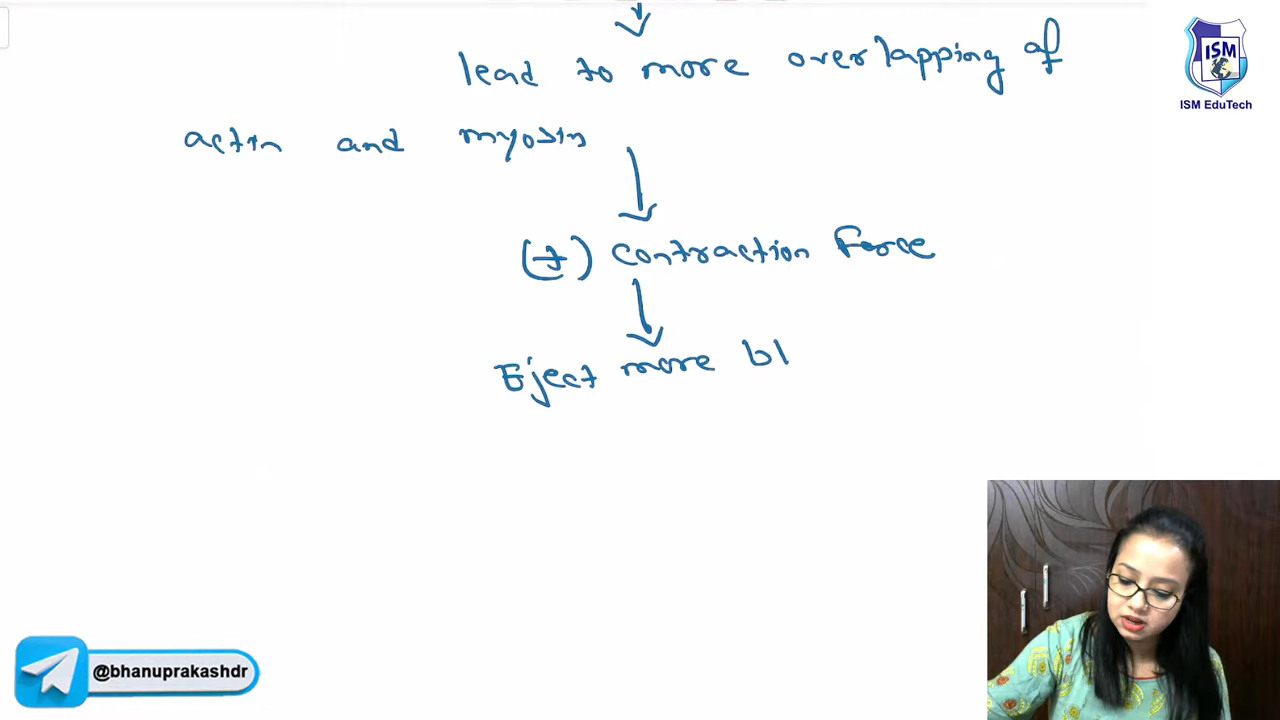 lead to more overlapping of
actin and myosin
(+) contraction Force
Eject more bl
ISM
ISM EduTech
@bhanuprakashdr